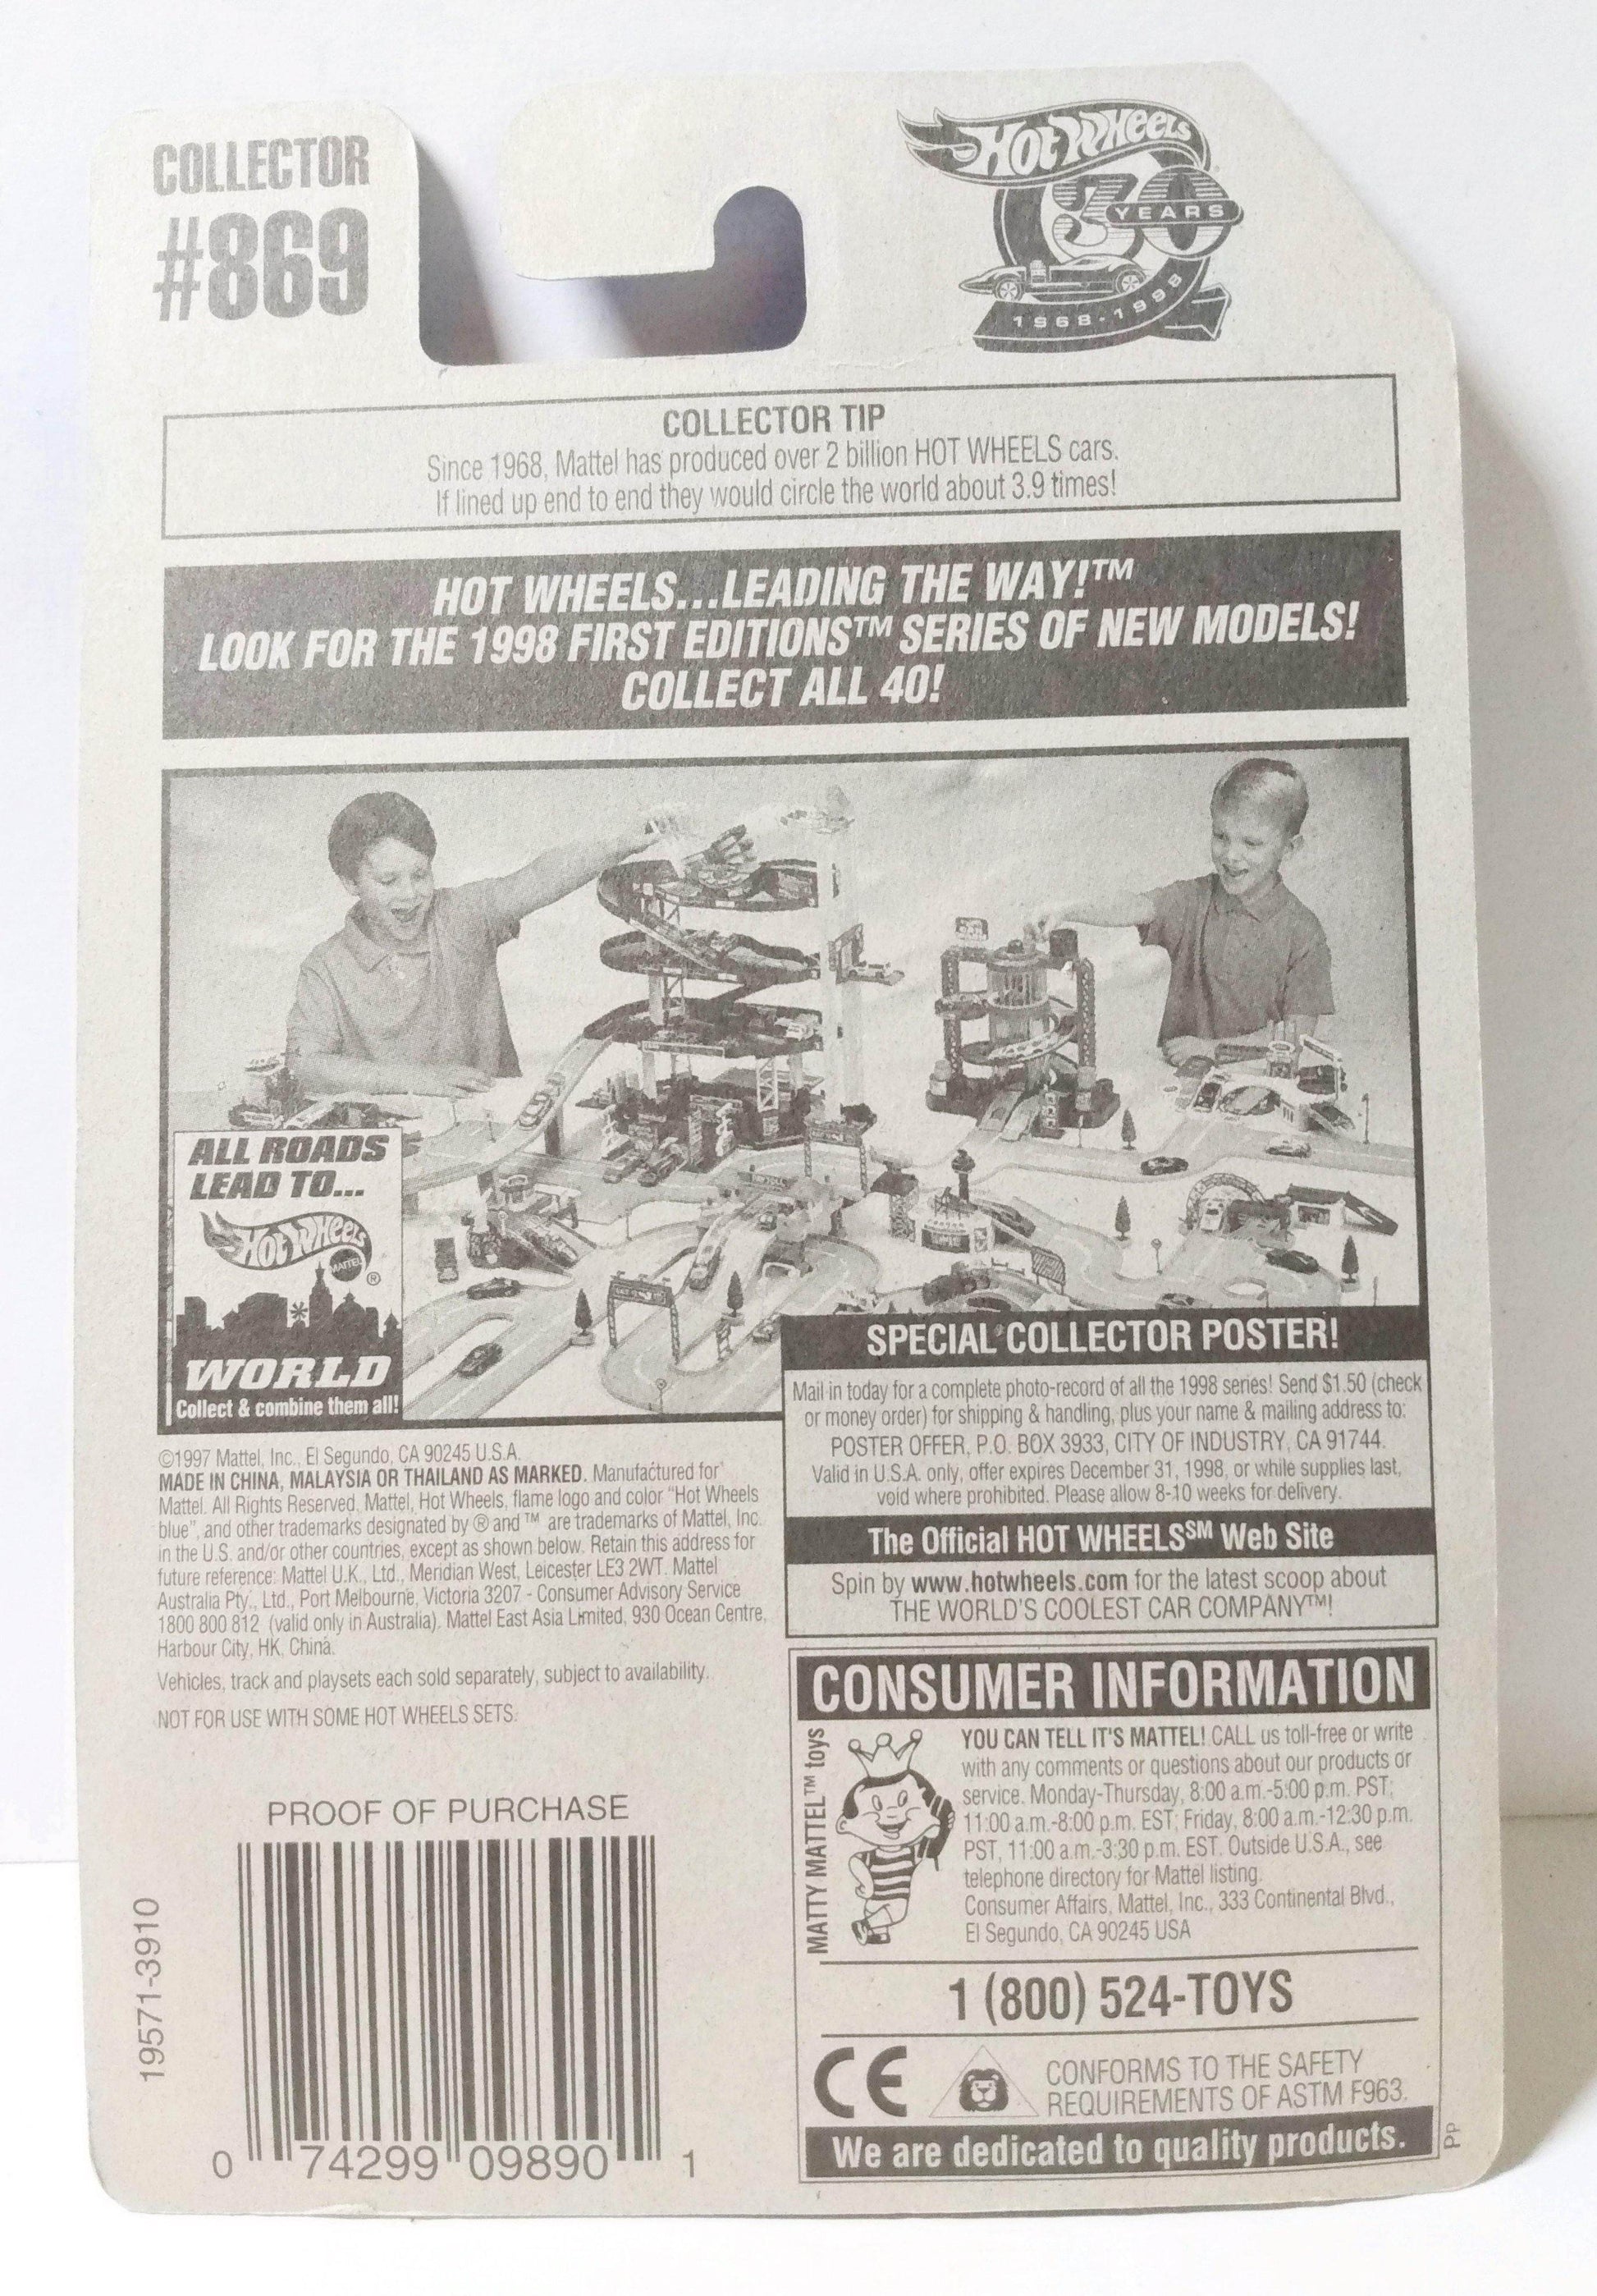 COLLECTOR
#869
HOT WHEELS
30
YEARS
1968-1998
COLLECTOR TIP
Since 1968, Mattel has produced over 2 billion HOT WHEELS cars.
If lined up end to end they would circle the world about 3.9 times!
HOT WHEELS...LEADING THE WAY!™
LOOK FOR THE 1998 FIRST EDITIONS™ SERIES OF NEW MODELS!
COLLECT ALL 40!
ALL ROADS
LEAD TO...
HOT WHEELS
MATTEL
®
WORLD
Collect & combine them all!
SPECIAL COLLECTOR POSTER!
Mail in today for a complete photo-record of all the 1998 series! Send $1.50 (check
or money order) for shipping & handling, plus your name & mailing address to:
POSTER OFFER, P.O. BOX 3933, CITY OF INDUSTRY, CA 91744.
Valid in U.S.A. only, offer expires December 31, 1998, or while supplies last,
void where prohibited. Please allow 8-10 weeks for delivery.
The Official HOT WHEELS℠ Web Site
Spin by www.hotwheels.com for the latest scoop about
THE WORLD'S COOLEST CAR COMPANY™!
©1997 Mattel, Inc., El Segundo, CA 90245 U.S.A.
MADE IN CHINA, MALAYSIA OR THAILAND AS MARKED. Manufactured for
Mattel. All Rights Reserved. Mattel, Hot Wheels, flame logo and color "Hot Wheels
blue", and other trademarks designated by ® and ™ are trademarks of Mattel, Inc.
in the U.S. and/or other countries, except as shown below. Retain this address for
future reference: Mattel U.K., Ltd., Meridian West, Leicester LE3 2WT. Mattel
Australia Pty., Ltd., Port Melbourne, Victoria 3207 - Consumer Advisory Service
1800 800 812 (valid only in Australia). Mattel East Asia Limited, 930 Ocean Centre,
Harbour City, HK, China.
Vehicles, track and playsets each sold separately, subject to availability.
NOT FOR USE WITH SOME HOT WHEELS SETS.
CONSUMER INFORMATION
MATTY MATTEL™ toys
YOU CAN TELL IT'S MATTEL! CALL us toll-free or write
with any comments or questions about our products or
service. Monday-Thursday, 8:00 a.m.-5:00 p.m. PST;
11:00 a.m.-8:00 p.m. EST; Friday, 8:00 a.m.-12:30 p.m.
PST, 11:00 a.m.-3:30 p.m. EST. Outside U.S.A., see
telephone directory for Mattel listing.
Consumer Affairs, Mattel, Inc., 333 Continental Blvd.,
El Segundo, CA 90245 USA
1 (800) 524-TOYS
CE
CONFORMS TO THE SAFETY
REQUIREMENTS OF ASTM F963.
We are dedicated to quality products.
Pp
PROOF OF PURCHASE
19571-3910
0 74299 09890 1